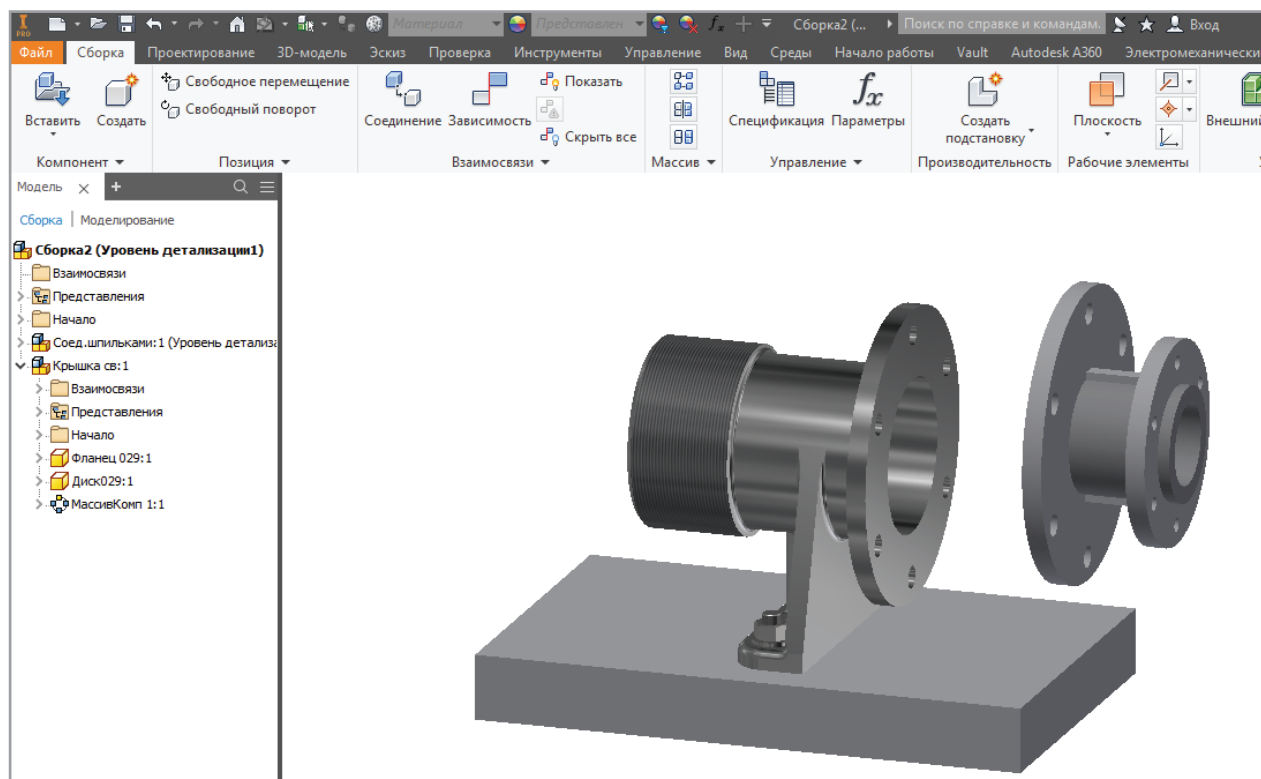 PRO Материал Представлен fx Сборка2 (... Поиск по справке и командам. Вход
Файл Сборка Проектирование 3D-модель Эскиз Проверка Инструменты Управление Вид Среды Начало работы Vault Autodesk A360 Электромеханически
Вставить
Создать
Свободное перемещение
Свободный поворот
Соединение
Зависимость
Показать
Скрыть все
Спецификация
fx
Параметры
Создать
подстановку
Плоскость
Внешний
Компонент Позиция Взаимосвязи Массив Управление Производительность Рабочие элементы
Модель
Сборка | Моделирование
Сборка2 (Уровень детализации1)
Взаимосвязи
Представления
Начало
Соед.шпильками:1 (Уровень детализа
Крышка св:1
Взаимосвязи
Представления
Начало
Фланец 029:1
Диск029:1
МассивКомп 1:1